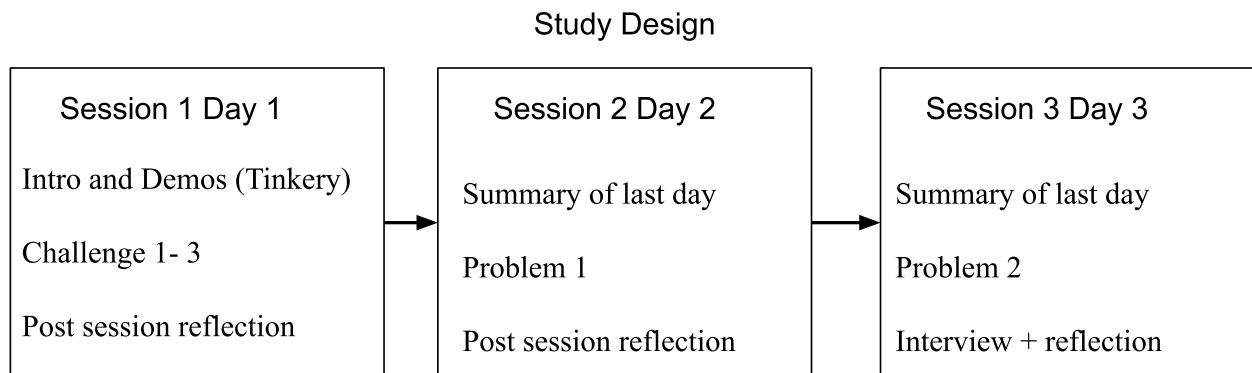 Study Design
Session 1 Day 1
Intro and Demos (Tinkery)
Challenge 1- 3
Post session reflection
Session 2 Day 2
Summary of last day
Problem 1
Post session reflection
Session 3 Day 3
Summary of last day
Problem 2
Interview + reflection